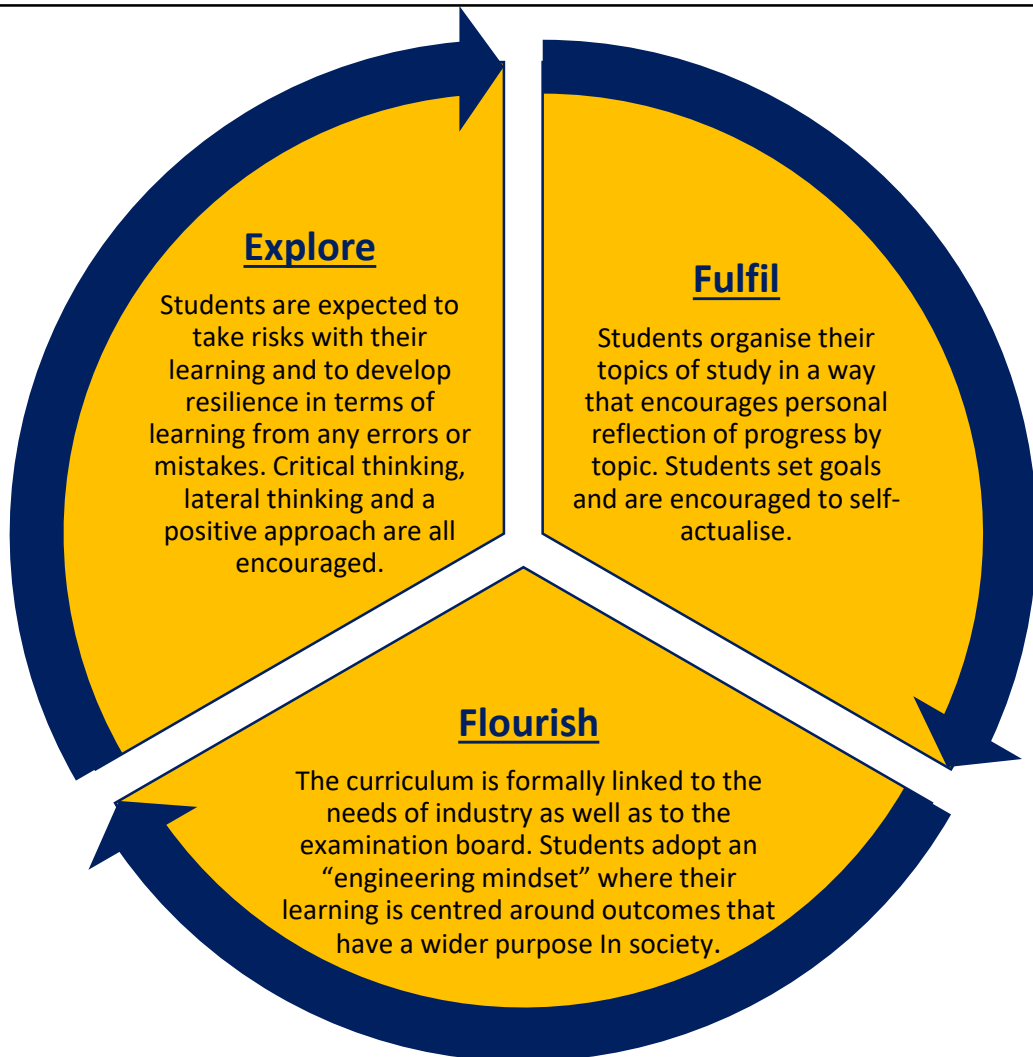 Explore
Students are expected to
take risks with their
learning and to develop
resilience in terms of
learning from any errors or
mistakes. Critical thinking,
lateral thinking and a
positive approach are all
encouraged.
Fulfil
Students organise their
topics of study in a way
that encourages personal
reflection of progress by
topic. Students set goals
and are encouraged to self-
actualise.
Flourish
The curriculum is formally linked to the
needs of industry as well as to the
examination board. Students adopt an
“engineering mindset” where their
learning is centred around outcomes that
have a wider purpose In society.